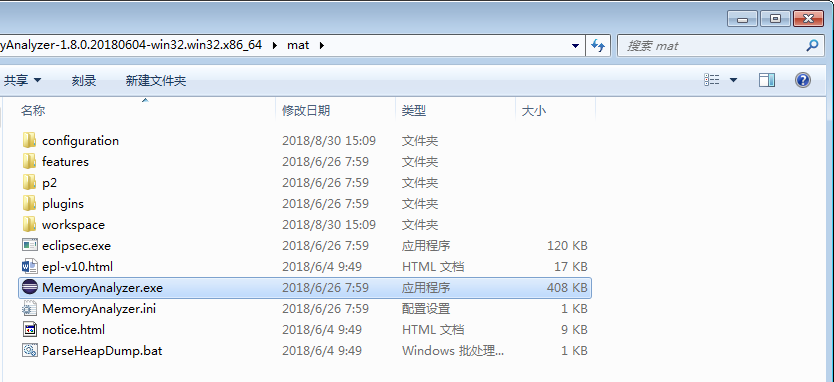 yAnalyzer-1.8.0.20180604-win32.win32.x86_64 mat 搜索 mat
共享 刻录 新建文件夹
名称 修改日期 类型 大小
configuration 2018/8/30 15:09 文件夹
features 2018/6/26 7:59 文件夹
p2 2018/6/26 7:59 文件夹
plugins 2018/6/26 7:59 文件夹
workspace 2018/8/30 15:09 文件夹
eclipsec.exe 2018/6/26 7:59 应用程序 120 KB
epl-v10.html 2018/6/4 9:49 HTML 文档 17 KB
MemoryAnalyzer.exe 2018/6/26 7:59 应用程序 408 KB
MemoryAnalyzer.ini 2018/6/26 7:59 配置设置 1 KB
notice.html 2018/6/4 9:49 HTML 文档 9 KB
ParseHeapDump.bat 2018/6/4 9:49 Windows 批处理... 1 KB